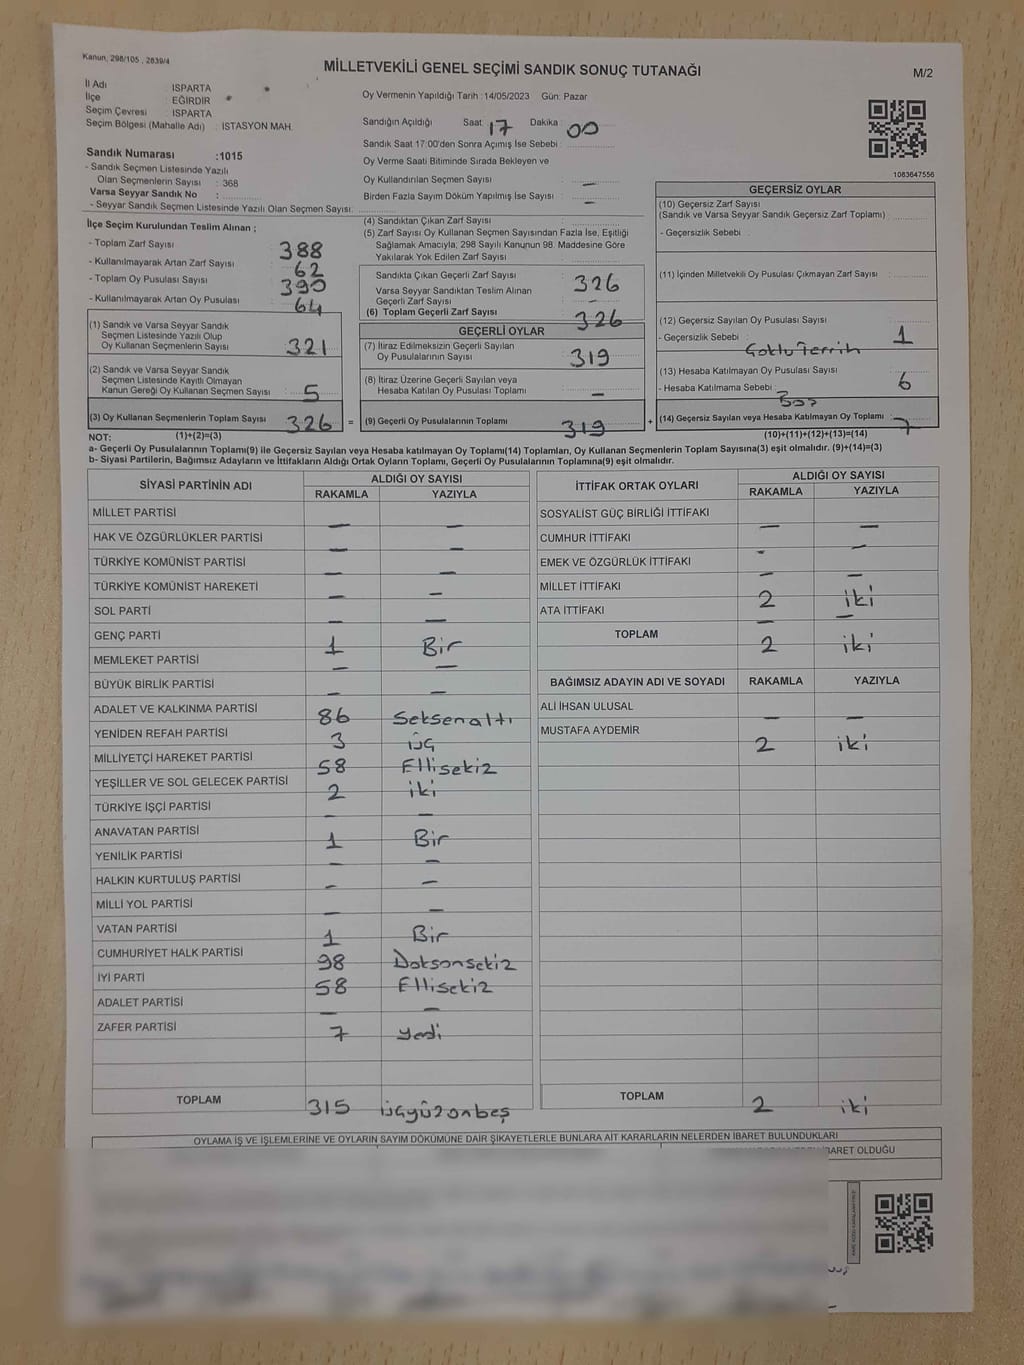 Kanun, 298/105 , 2839/4
MİLLETVEKİLİ GENEL SEÇİMİ SANDIK SONUÇ TUTANAĞI
M/2
İl Adı : ISPARTA
İlçe : EĞİRDİR
Seçim Çevresi : ISPARTA
Seçim Bölgesi (Mahalle Adı) : İSTASYON MAH.
Sandık Numarası :1015
- Sandık Seçmen Listesinde Yazılı
Olan Seçmenlerin Sayısı : 368
Varsa Seyyar Sandık No :
- Seyyar Sandık Seçmen Listesinde Yazılı Olan Seçmen Sayısı:
İlçe Seçim Kurulundan Teslim Alınan ;
- Toplam Zarf Sayısı 388
- Kullanılmayarak Artan Zarf Sayısı 62
- Toplam Oy Pusulası Sayısı 390
- Kullanılmayarak Artan Oy Pusulası 64
(1) Sandık ve Varsa Seyyar Sandık
Seçmen Listesinde Yazılı Olup
Oy Kullanan Seçmenlerin Sayısı 321
(2) Sandık ve Varsa Seyyar Sandık
Seçmen Listesinde Kayıtlı Olmayan
Kanun Gereği Oy Kullanan Seçmen Sayısı : 5
(3) Oy Kullanan Seçmenlerin Toplam Sayısı 326 =
Oy Vermenin Yapıldığı Tarih :14/05/2023 Gün: Pazar
Sandığın Açıldığı Saat: 17 Dakika : 00
Sandık Saat 17:00'den Sonra Açımış İse Sebebi :
Oy Verme Saati Bitiminde Sırada Bekleyen ve
Oy Kullandırılan Seçmen Sayısı : —
Birden Fazla Sayım Döküm Yapılmış İse Sayısı : —
(4) Sandıktan Çıkan Zarf Sayısı :
(5) Zarf Sayısı Oy Kullanan Seçmen Sayısından Fazla İse, Eşitliği
Sağlamak Amacıyla; 298 Sayılı Kanunun 98. Maddesine Göre
Yakılarak Yok Edilen Zarf Sayısı :
Sandıkta Çıkan Geçerli Zarf Sayısı : 326
Varsa Seyyar Sandıktan Teslim Alınan
Geçerli Zarf Sayısı : —
(6) Toplam Geçerli Zarf Sayısı : 326
GEÇERLİ OYLAR
(7) İtiraz Edilmeksizin Geçerli Sayılan
Oy Pusulalarının Sayısı : 319
(8) İtiraz Üzerine Geçerli Sayılan veya
Hesaba Katılan Oy Pusulası Toplamı : —
(9) Geçerli Oy Pusulalarının Toplamı 319 +
1083647556
GEÇERSİZ OYLAR
(10) Geçersiz Zarf Sayısı
(Sandık ve Varsa Seyyar Sandık Geçersiz Zarf Toplamı) :
- Geçersizlik Sebebi :
(11) İçinden Milletvekili Oy Pusulası Çıkmayan Zarf Sayısı :
(12) Geçersiz Sayılan Oy Pusulası Sayısı : 1
- Geçersizlik Sebebi :
(13) Hesaba Katılmayan Oy Pusulası Sayısı : 6
- Hesaba Katılmama Sebebi : Boş
(14) Geçersiz Sayılan veya Hesaba Katılmayan Oy Toplamı : 7
NOT: (1)+(2)=(3) (10)+(11)+(12)+(13)=(14)
a- Geçerli Oy Pusulalarının Toplamı(9) ile Geçersiz Sayılan veya Hesaba katılmayan Oy Toplamı(14) Toplamları, Oy Kullanan Seçmenlerin Toplam Sayısına(3) eşit olmalıdır. (9)+(14)=(3)
b- Siyasi Partilerin, Bağımsız Adayların ve İttifakların Aldığı Ortak Oyların Toplamı, Geçerli Oy Pusulalarının Toplamına(9) eşit olmalıdır.
SİYASİ PARTİNİN ADI ALDIĞI OY SAYISI
RAKAMLA YAZIYLA
MİLLET PARTİSİ — —
HAK VE ÖZGÜRLÜKLER PARTİSİ — —
TÜRKİYE KOMÜNİST PARTİSİ — —
TÜRKİYE KOMÜNİST HAREKETİ — —
SOL PARTİ — —
GENÇ PARTİ 1 Bir
MEMLEKET PARTİSİ — —
BÜYÜK BİRLİK PARTİSİ — —
ADALET VE KALKINMA PARTİSİ 86 Seksenaltı
YENİDEN REFAH PARTİSİ 3 üç
MİLLİYETÇİ HAREKET PARTİSİ 58 Ellisekiz
YEŞİLLER VE SOL GELECEK PARTİSİ 2 iki
TÜRKİYE İŞÇİ PARTİSİ — —
ANAVATAN PARTİSİ 1 Bir
YENİLİK PARTİSİ — —
HALKIN KURTULUŞ PARTİSİ — —
MİLLİ YOL PARTİSİ — —
VATAN PARTİSİ 1 Bir
CUMHURİYET HALK PARTİSİ 98 Doksonsekiz
İYİ PARTİ 58 Ellisekiz
ADALET PARTİSİ — —
ZAFER PARTİSİ 7 yedi
TOPLAM 315 üçyüzonbeş
İTTİFAK ORTAK OYLARI ALDIĞI OY SAYISI
RAKAMLA YAZIYLA
SOSYALİST GÜÇ BİRLİĞİ İTTİFAKI — —
CUMHUR İTTİFAKI - —
EMEK VE ÖZGÜRLÜK İTTİFAKI — —
MİLLET İTTİFAKI 2 iki
ATA İTTİFAKI — —
TOPLAM 2 iki
BAĞIMSIZ ADAYIN ADI VE SOYADI RAKAMLA YAZIYLA
ALİ İHSAN ULUSAL — —
MUSTAFA AYDEMİR 2 iki
TOPLAM 2 iki
OYLAMA İŞ VE İŞLEMLERİNE VE OYLARIN SAYIM DÖKÜMÜNE DAİR ŞİKAYETLERLE BUNLARA AİT KARARLARIN NELERDEN İBARET BULUNDUKLARI
BARET OLDUĞU